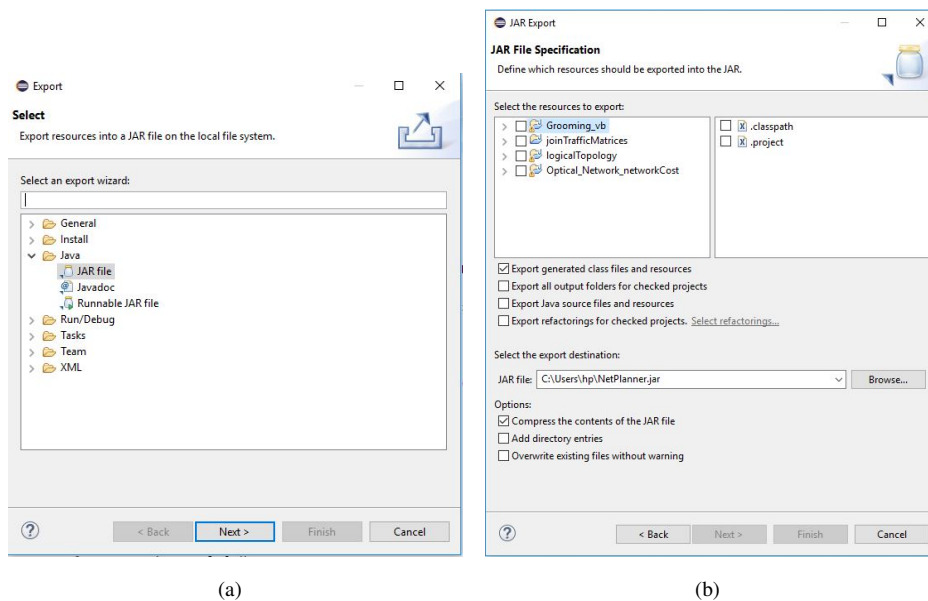 Export
Select
Export resources into a JAR file on the local file system.
Select an export wizard:
General
Install
Java
JAR file
Javadoc
Runnable JAR file
Run/Debug
Tasks
Team
XML
?
< Back
Next >
Finish
Cancel
(a)
JAR Export
JAR File Specification
Define which resources should be exported into the JAR.
Select the resources to export:
Grooming_vb
joinTrafficMatrices
logicalTopology
Optical_Network_networkCost
.classpath
.project
Export generated class files and resources
Export all output folders for checked projects
Export Java source files and resources
Export refactorings for checked projects. Select refactorings...
Select the export destination:
JAR file: C:\Users\hp\NetPlanner.jar Browse...
Options:
Compress the contents of the JAR file
Add directory entries
Overwrite existing files without warning
?
< Back
Next >
Finish
Cancel
(b)